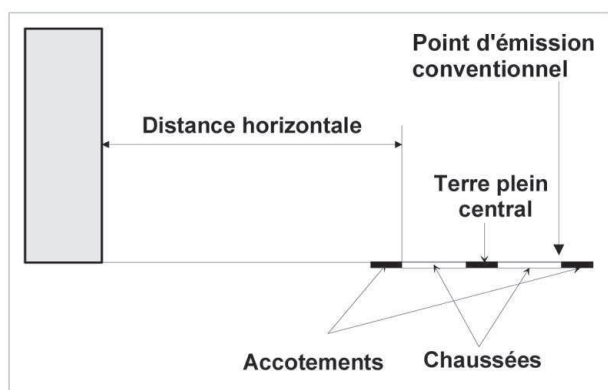 Point d'émission
conventionnel
Distance horizontale
Terre plein
central
Accotements
Chaussées